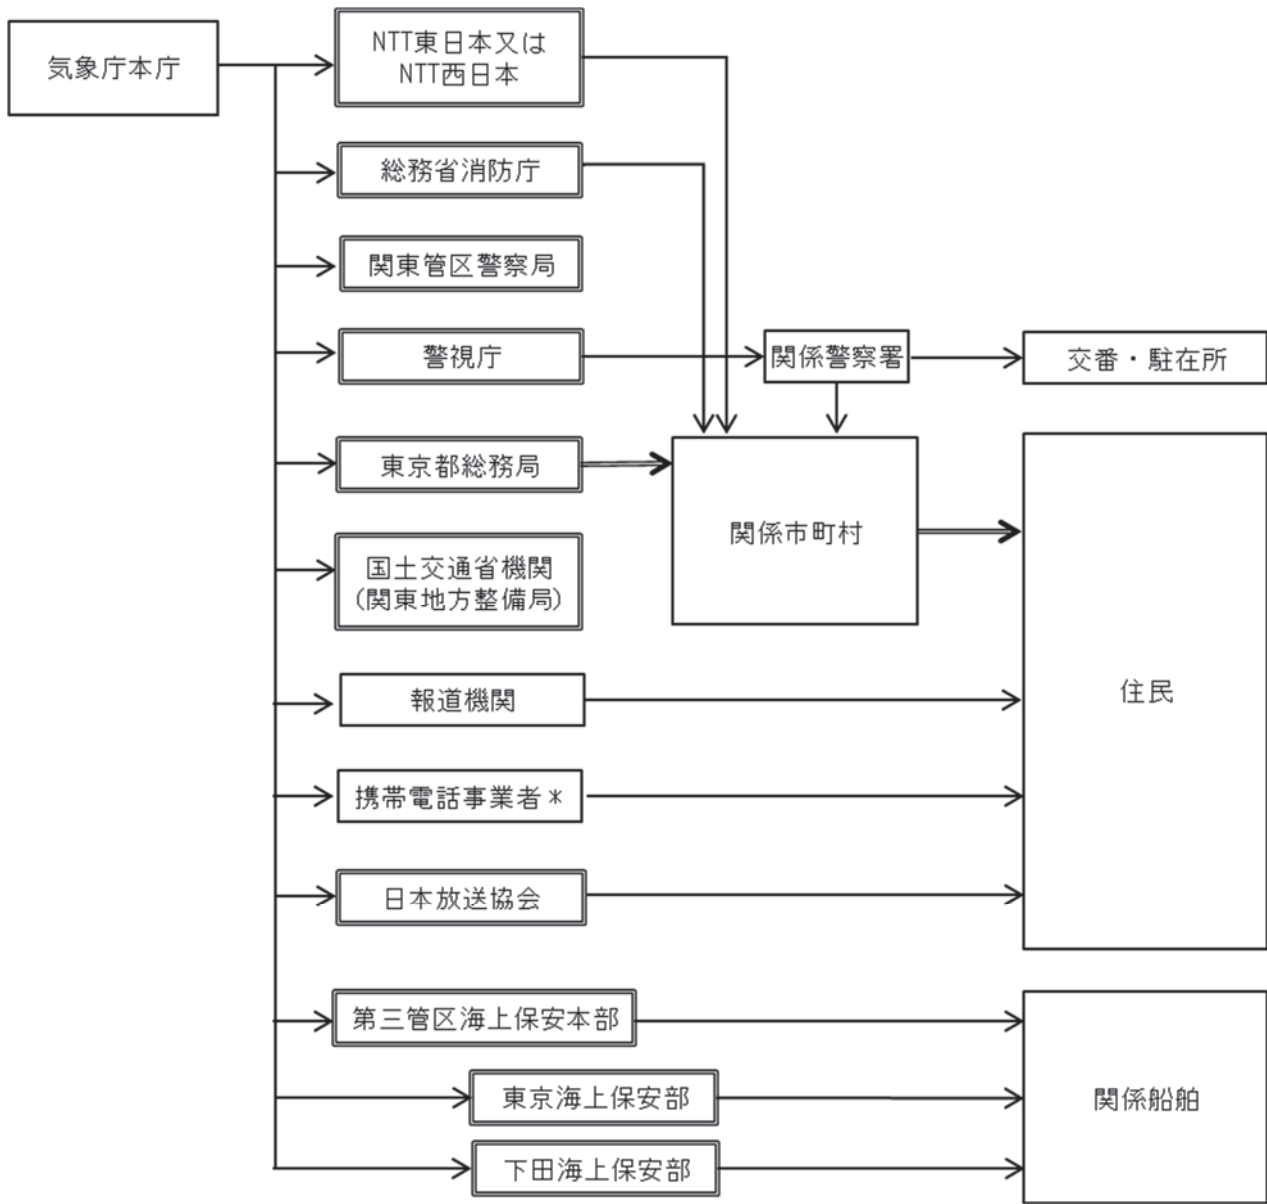 気象庁本庁
NTT東日本又は
NTT西日本
総務省消防庁
関東管区警察局
警視庁
関係警察署
交番・駐在所
東京都総務局
関係市町村
国土交通省機関
(関東地方整備局)
住民
報道機関
携帯電話事業者＊
日本放送協会
第三管区海上保安本部
東京海上保安部
関係船舶
下田海上保安部